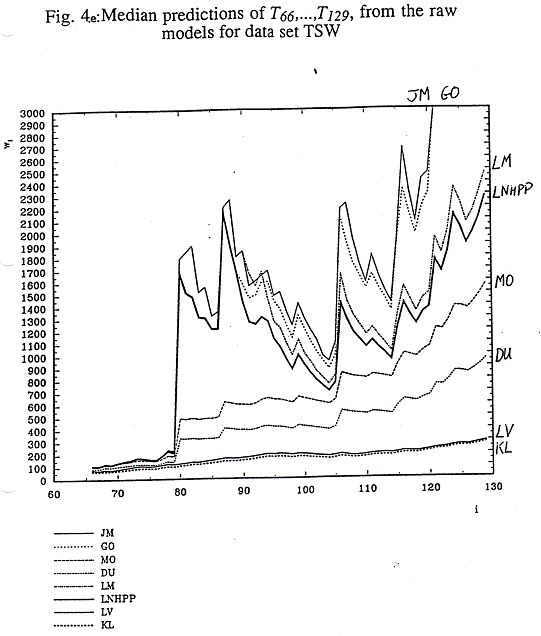 Fig. 4e:Median predictions of T66,...,T129, from the raw
models for data set TSW
JM GO
3000
2900
2800
2700
2600
2500
2400
2300
2200
2100
2000
1900
1800
1700
1600
1500
1400
1300
1200
1100
1000
900
800
700
600
500
400
300
200
100
0
w1
LM
LNHPP
MO
DU
LV
KL
60 70 80 90 100 110 120 130
i
JM
GO
MO
DU
LM
LNHPP
LV
KL